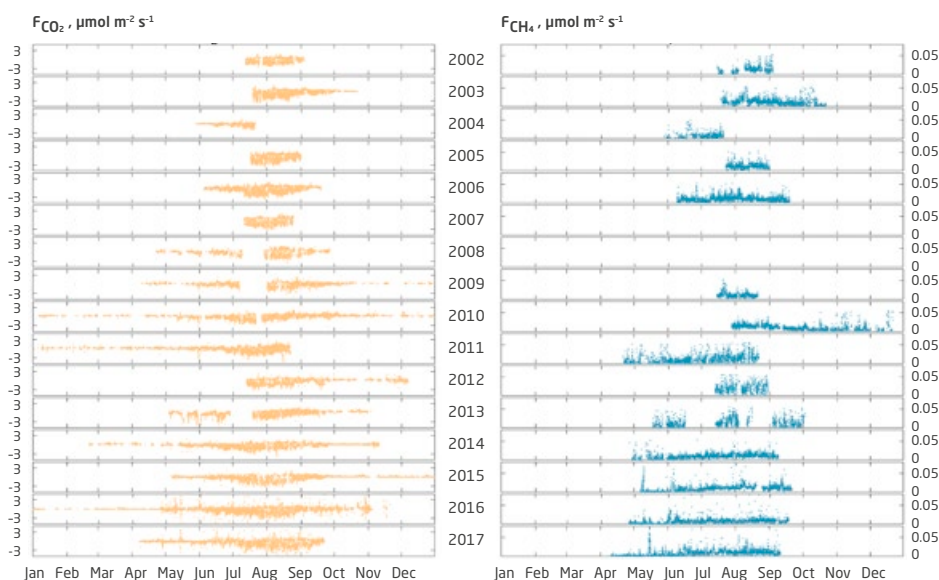 F_CO₂ , µmol m⁻² s⁻¹ F_CH₄ , µmol m⁻² s⁻¹
3 2002 0.05
-3 0
3 2003 0.05
-3 0
3 2004 0.05
-3 0
3 2005 0.05
-3 0
3 2006 0.05
-3 0
3 2007 0.05
-3 0
3 2008 0.05
-3 0
3 2009 0.05
-3 0
3 2010 0.05
-3 0
3 2011 0.05
-3 0
3 2012 0.05
-3 0
3 2013 0.05
-3 0
3 2014 0.05
-3 0
3 2015 0.05
-3 0
3 2016 0.05
-3 0
3 2017 0.05
-3 0
Jan Feb Mar Apr May Jun Jul Aug Sep Oct Nov Dec Jan Feb Mar Apr May Jun Jul Aug Sep Oct Nov Dec